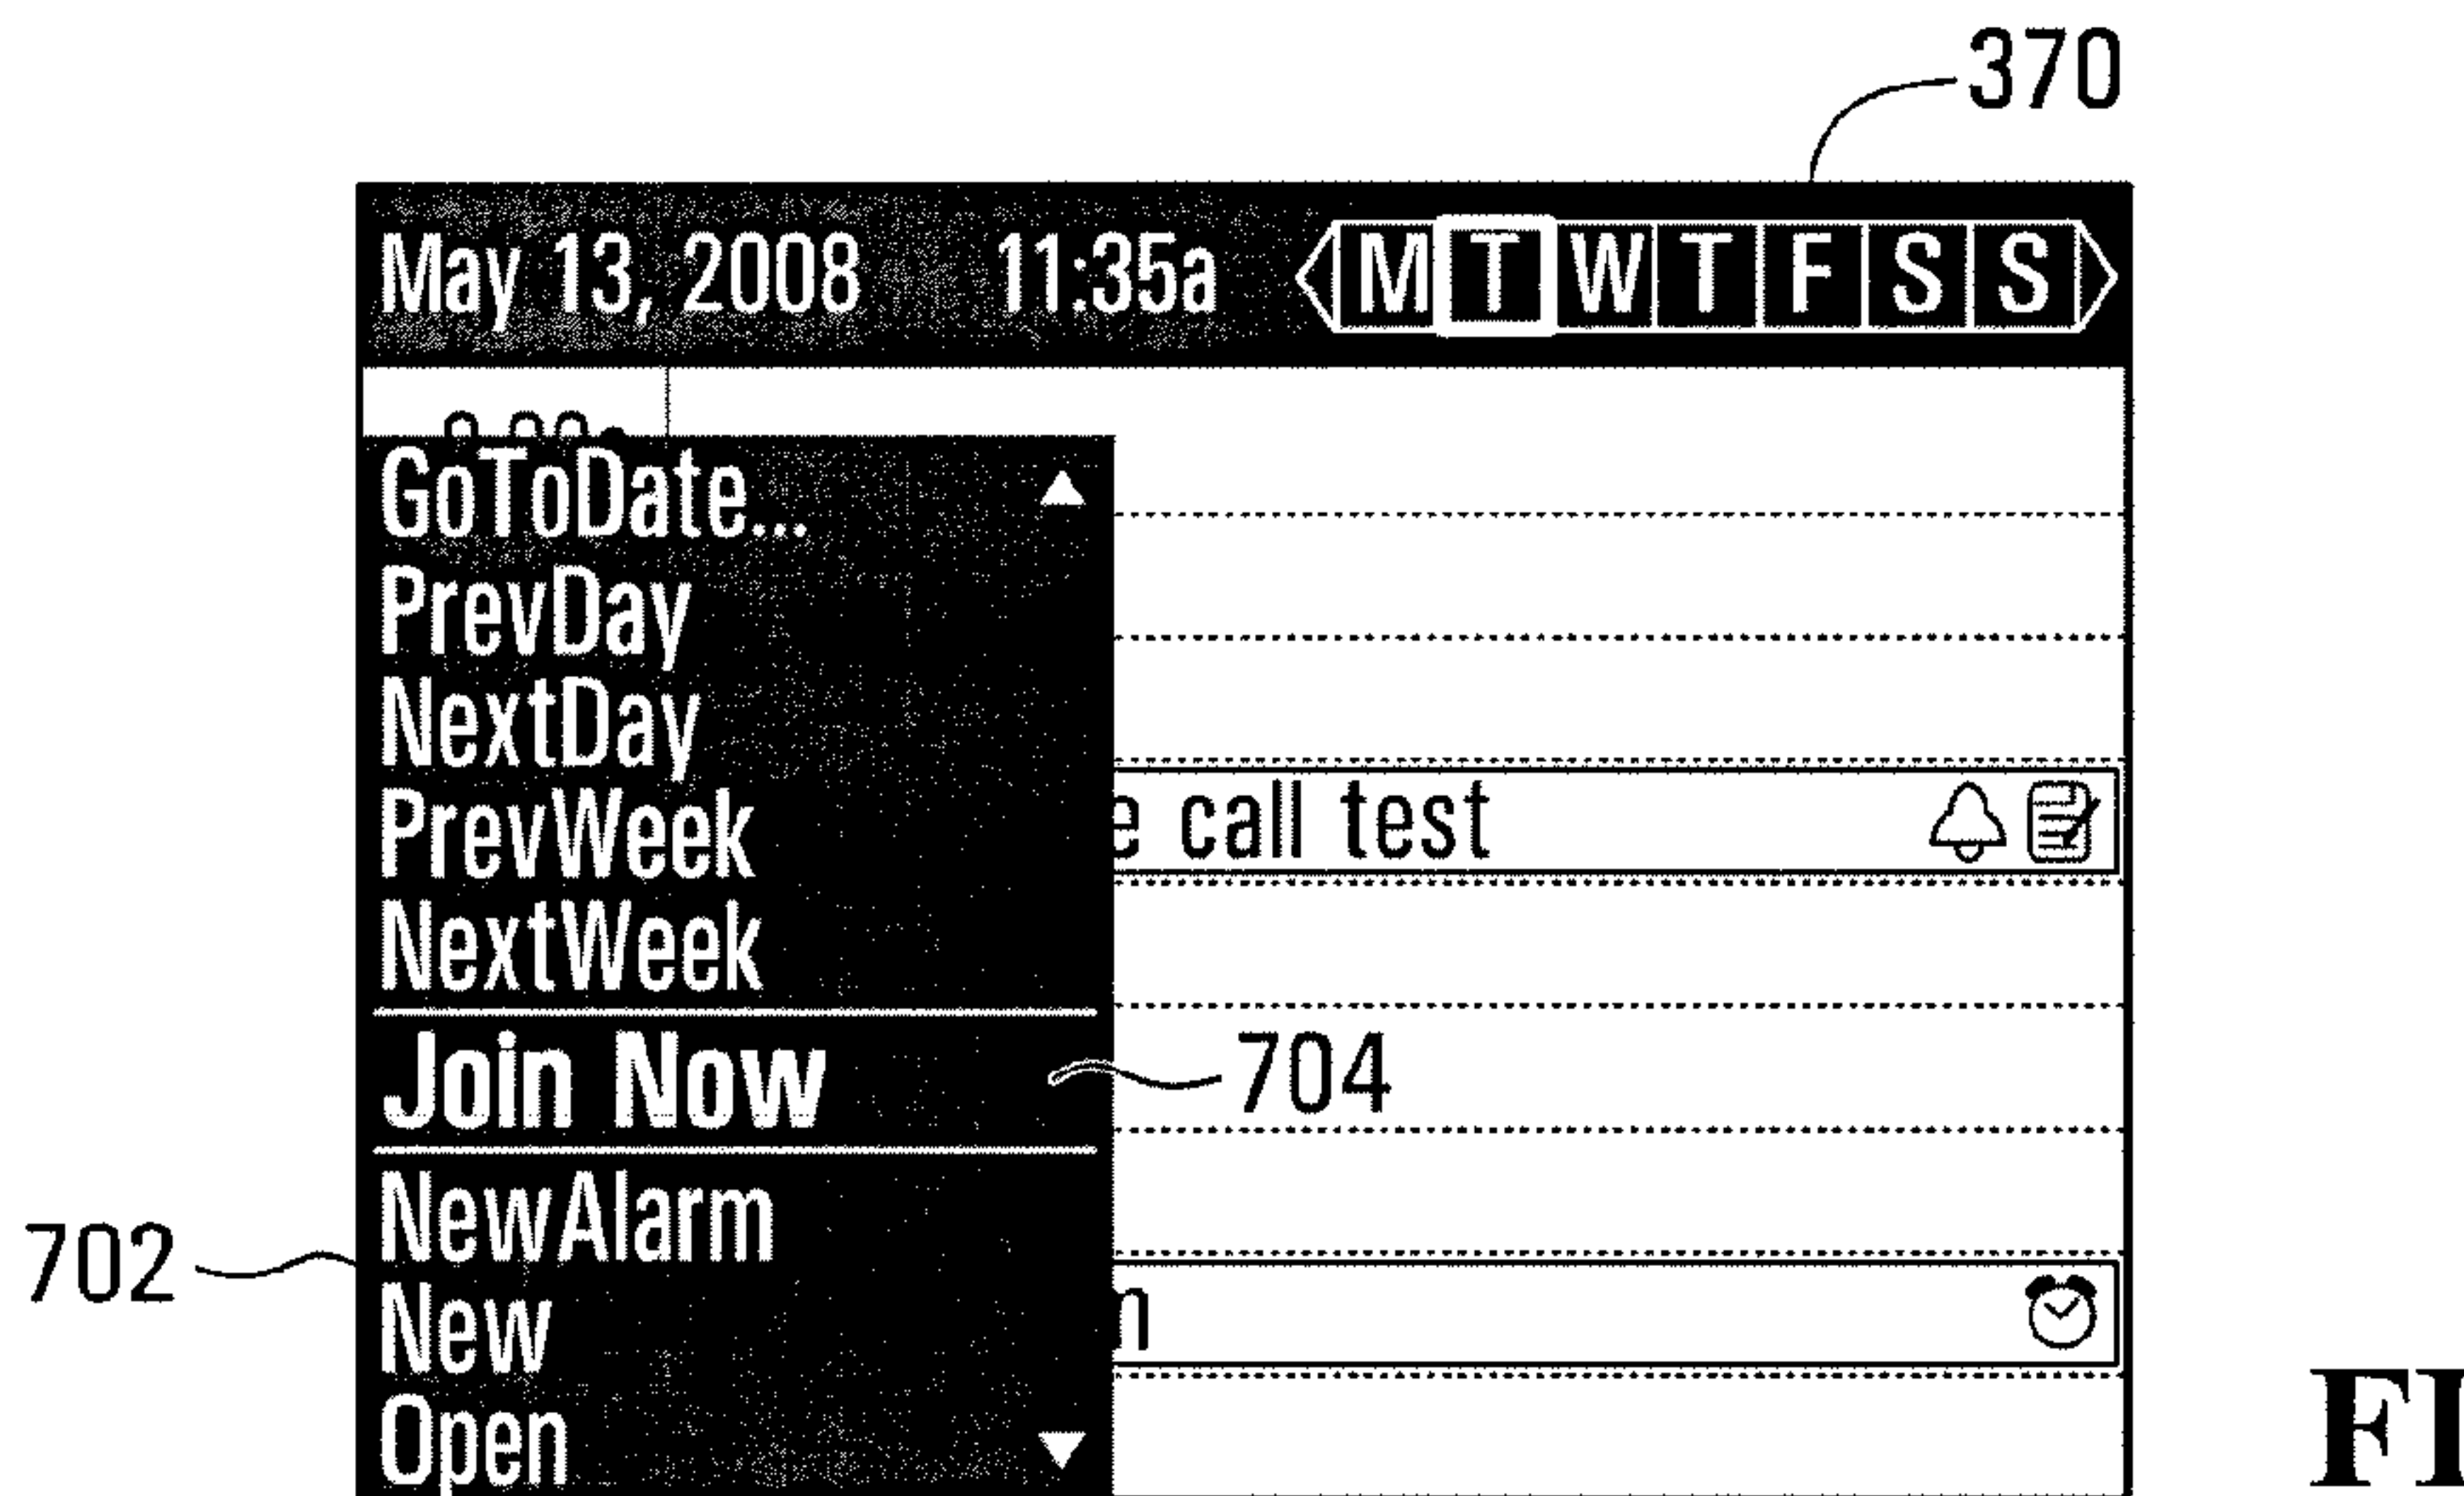 370
May 13, 2008 11:35a M T W T F S S
GoToDate...
PrevDay
NextDay
PrevWeek
e call test
NextWeek
Join Now
704
NewAlarm
702
New
n
Open
FI